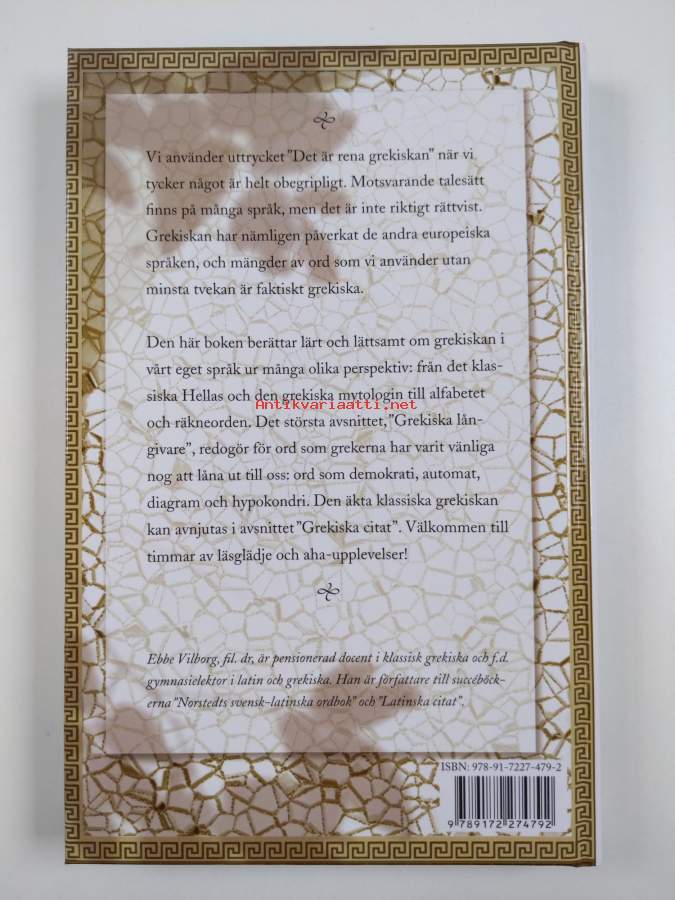 Vi använder uttrycket ”Det är rena grekiskan” när vi
tycker något är helt obegripligt. Motsvarande talesätt
finns på många språk, men det är inte riktigt rättvist.
Grekiskan har nämligen påverkat de andra europeiska
språken, och mängder av ord som vi använder utan
minsta tvekan är faktiskt grekiska.
Den här boken berättar lärt och lättsamt om grekiskan i
vårt eget språk ur många olika perspektiv: från det klas-
siska Hellas och den grekiska mytologin till alfabetet
Antikvariaatti.net
och räkneorden. Det största avsnittet, ”Grekiska lån-
givare”, redogör för ord som grekerna har varit vänliga
nog att låna ut till oss: ord som demokrati, automat,
diagram och hypokondri. Den äkta klassiska grekiskan
kan avnjutas i avsnittet ”Grekiska citat”. Välkommen till
timmar av läsglädje och aha-upplevelser!
Ebbe Vilborg, fil. dr, är pensionerad docent i klassisk grekiska och f.d.
gymnasielektor i latin och grekiska. Han är författare till succéböck-
erna ”Norstedts svensk–latinska ordbok” och ”Latinska citat”.
ISBN: 978-91-7227-479-2
9 789172 274792